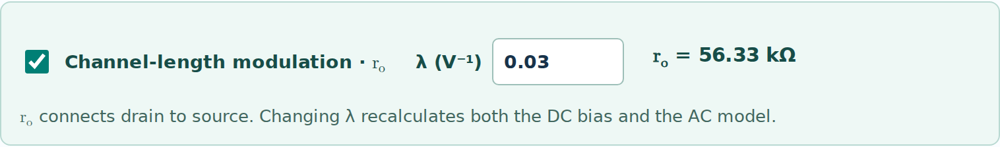 Channel-length modulation · rₒ λ (V⁻¹) 0.03 rₒ = 56.33 kΩ
rₒ connects drain to source. Changing λ recalculates both the DC bias and the AC model.